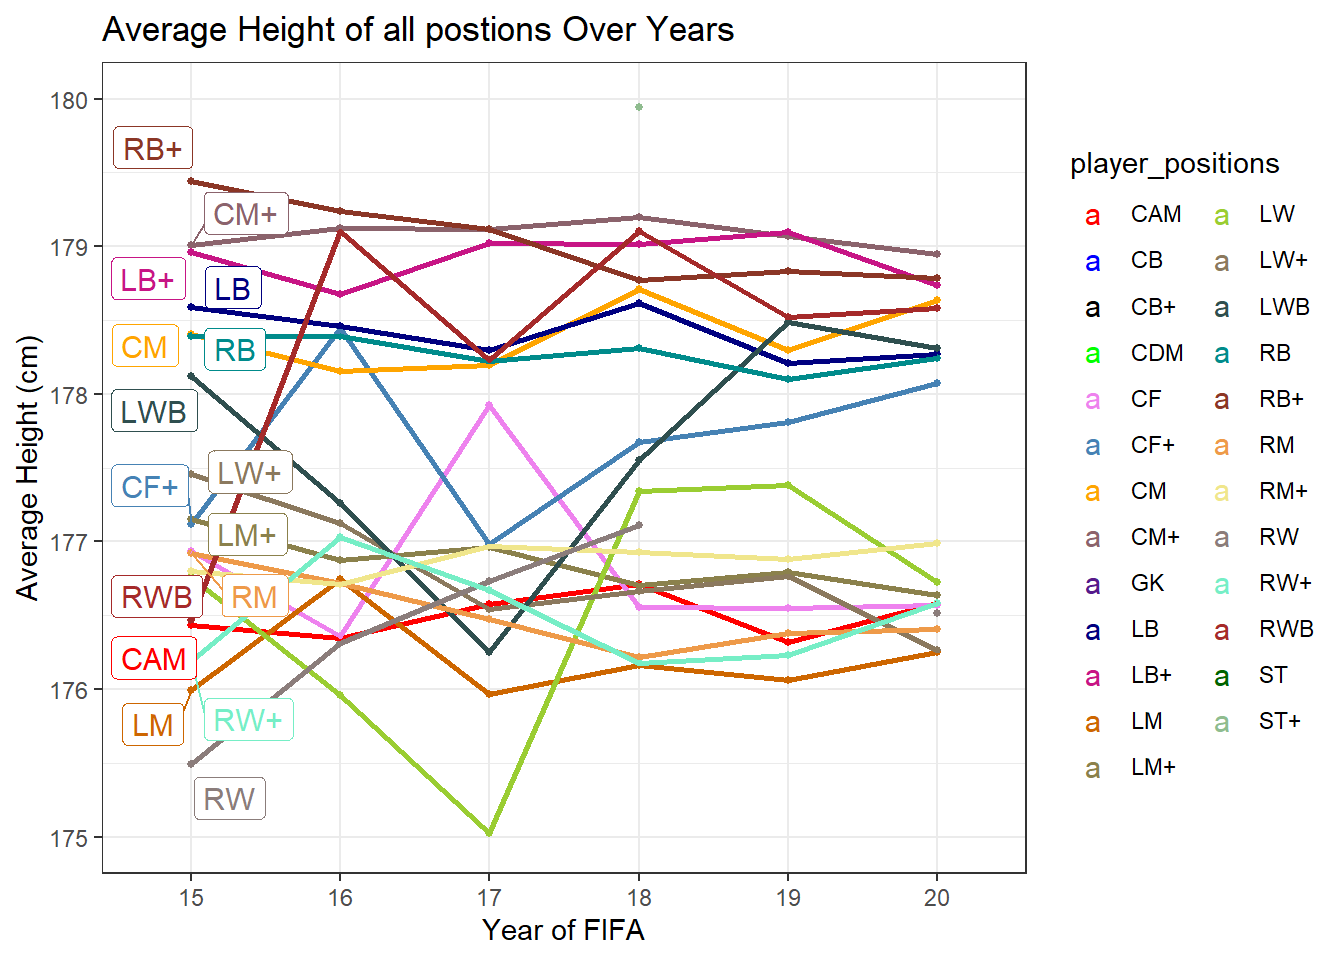 Average Height of all postions Over Years
Average Height (cm)
180
179
178
177
176
175
RB+
CM+
LB+
LB
CM
RB
LWB
LW+
CF+
LM+
RWB
RM
CAM
RW+
LM
RW
15 16 17 18 19 20
Year of FIFA
player_positions
a CAM
a CB
a CB+
a CDM
a CF
a CF+
a CM
a CM+
a GK
a LB
a LB+
a LM
a LM+
a LW
a LW+
a LWB
a RB
a RB+
a RM
a RM+
a RW
a RW+
a RWB
a ST
a ST+